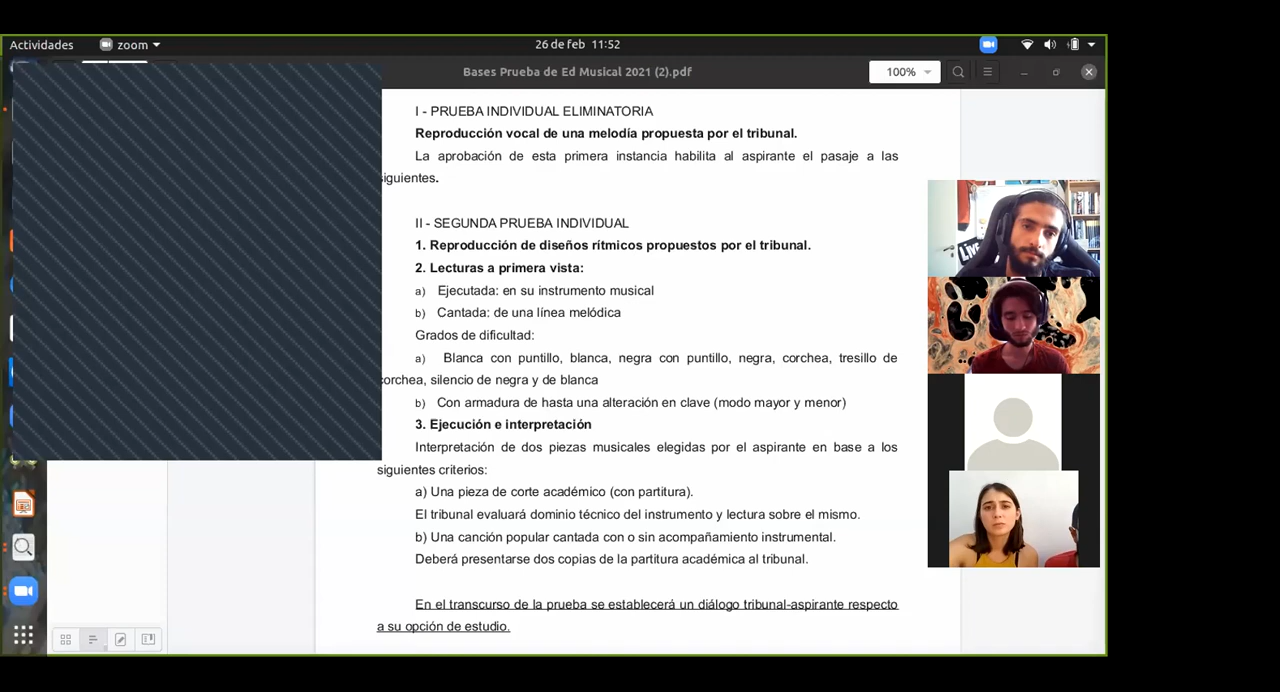 Actividades zoom 26 de feb 11:52
Bases Prueba de Ed Musical 2021 (2).pdf 100%
I - PRUEBA INDIVIDUAL ELIMINATORIA
Reproducción vocal de una melodía propuesta por el tribunal.
La aprobación de esta primera instancia habilita al aspirante el pasaje a las
siguientes.
II - SEGUNDA PRUEBA INDIVIDUAL
1. Reproducción de diseños rítmicos propuestos por el tribunal.
2. Lecturas a primera vista:
a) Ejecutada: en su instrumento musical
b) Cantada: de una línea melódica
Grados de dificultad:
a) Blanca con puntillo, blanca, negra con puntillo, negra, corchea, tresillo de
corchea, silencio de negra y de blanca
b) Con armadura de hasta una alteración en clave (modo mayor y menor)
3. Ejecución e interpretación
Interpretación de dos piezas musicales elegidas por el aspirante en base a los
siguientes criterios:
a) Una pieza de corte académico (con partitura).
El tribunal evaluará dominio técnico del instrumento y lectura sobre el mismo.
b) Una canción popular cantada con o sin acompañamiento instrumental.
Deberá presentarse dos copias de la partitura académica al tribunal.
En el transcurso de la prueba se establecerá un diálogo tribunal-aspirante respecto
a su opción de estudio.
LIVE